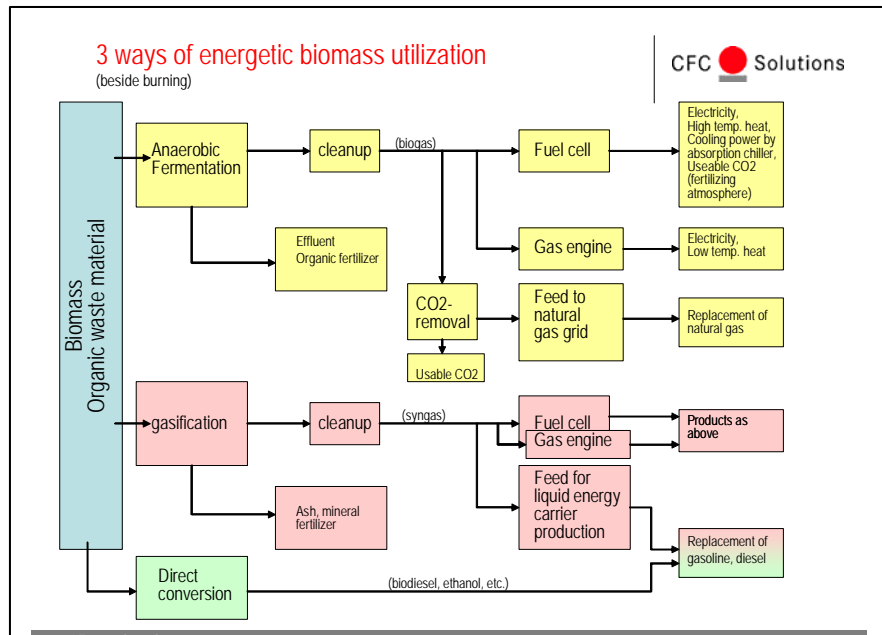 3 ways of energetic biomass utilization
(beside burning)
CFC Solutions
Biomass
Organic waste material
Anaerobic
Fermentation
cleanup
(biogas)
Fuel cell
Electricity,
High temp. heat,
Cooling power by
absorption chiller,
Useable CO2
(fertilizing
atmosphere)
Effluent
Organic fertilizer
Gas engine
Electricity,
Low temp. heat
CO2-
removal
Feed to
natural
gas grid
Replacement of
natural gas
Usable CO2
gasification
cleanup
(syngas)
Fuel cell
Gas engine
Products as
above
Ash, mineral
fertilizer
Feed for
liquid energy
carrier
production
Replacement of
gasoline, diesel
Direct
conversion
(biodiesel, ethanol, etc.)